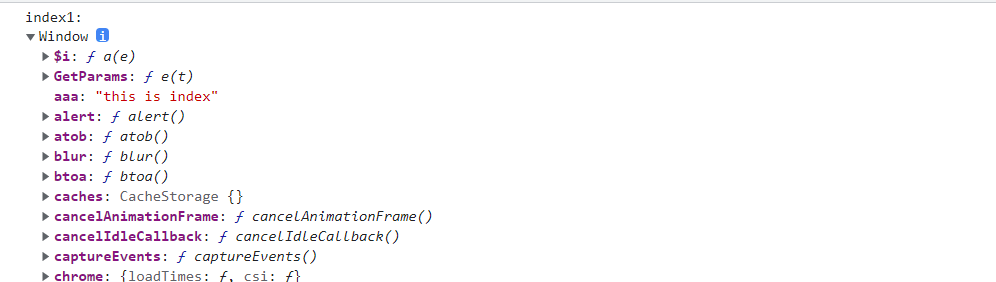 index1:
Window i
$i: ƒ a(e)
GetParams: ƒ e(t)
aaa: "this is index"
alert: ƒ alert()
atob: ƒ atob()
blur: ƒ blur()
btoa: ƒ btoa()
caches: CacheStorage {}
cancelAnimationFrame: ƒ cancelAnimationFrame()
cancelIdleCallback: ƒ cancelIdleCallback()
captureEvents: ƒ captureEvents()
chrome: {loadTimes: ƒ, csi: ƒ}